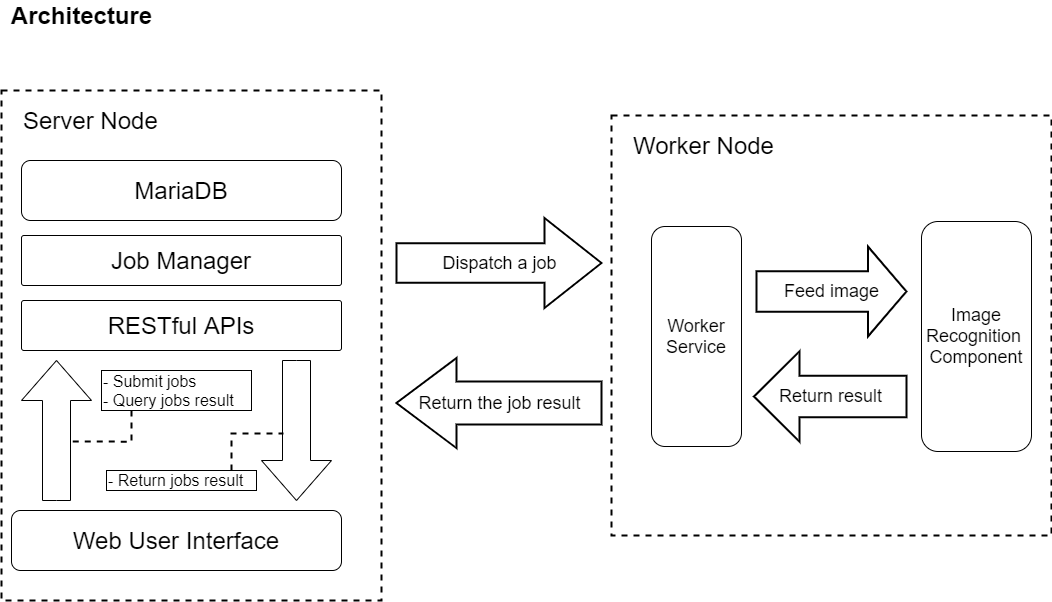 Architecture
Server Node
MariaDB
Job Manager
RESTful APIs
- Submit jobs
- Query jobs result
- Return jobs result
Web User Interface
Dispatch a job
Return the job result
Worker Node
Worker
Service
Feed image
Return result
Image
Recognition
Component